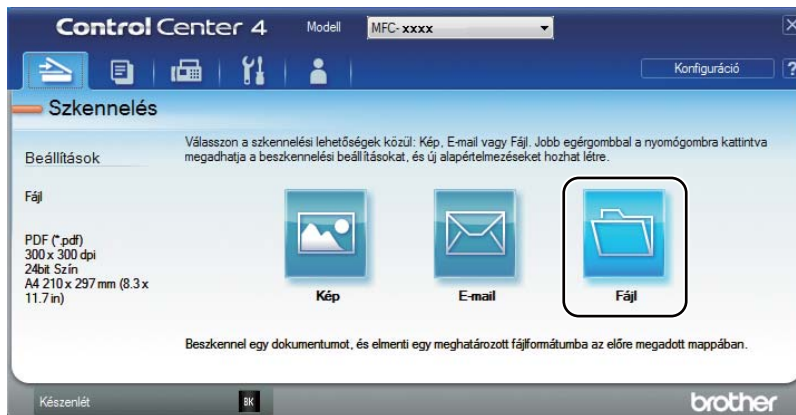 Control Center 4
Modell
MFC- xxxx
Konfiguráció
?
Szkennelés
Beállítások
Válasszon a szkennelési lehetőségek közül: Kép, E-mail vagy Fájl. Jobb egérgombbal a nyomógombra kattintva
megadhatja a beszkennelési beállításokat, és új alapértelmezéseket hozhat létre.
Fájl
PDF (*.pdf)
300 x 300 dpi
24bit Szín
A4 210 x 297 mm (8.3 x
11.7 in)
Kép
E-mail
Fájl
Beszkennel egy dokumentumot, és elmenti egy meghatározott fájlformátumba az előre megadott mappában.
Készenlét
BK
brother